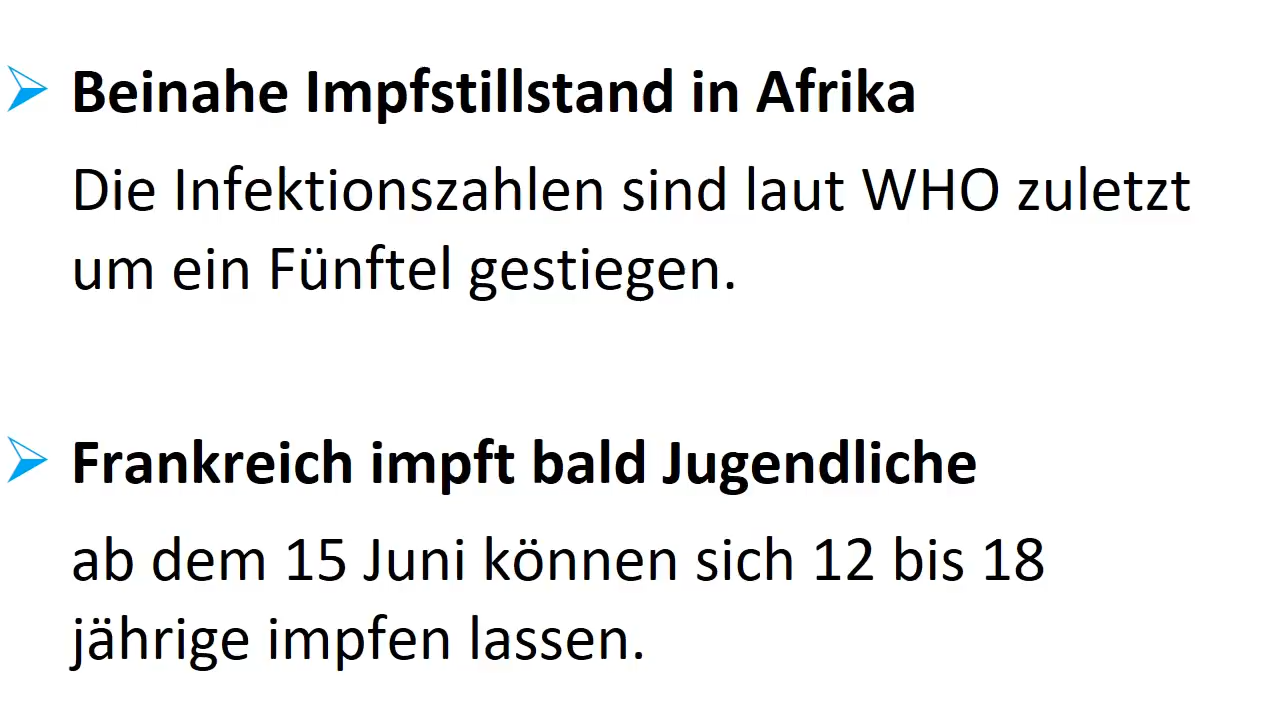 Beinahe Impfstillstand in Afrika
Die Infektionszahlen sind laut WHO zuletzt
um ein Fünftel gestiegen.
Frankreich impft bald Jugendliche
ab dem 15 Juni können sich 12 bis 18
jährige impfen lassen.